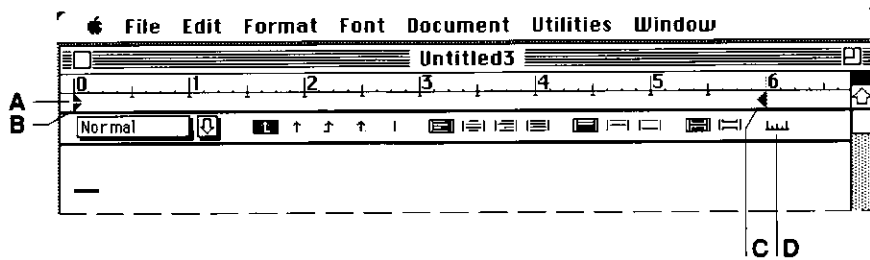 File Edit Format Font Document Utilities Window
Untitled3
0 1 2 3 4 5 6
A
B
Normal
C D